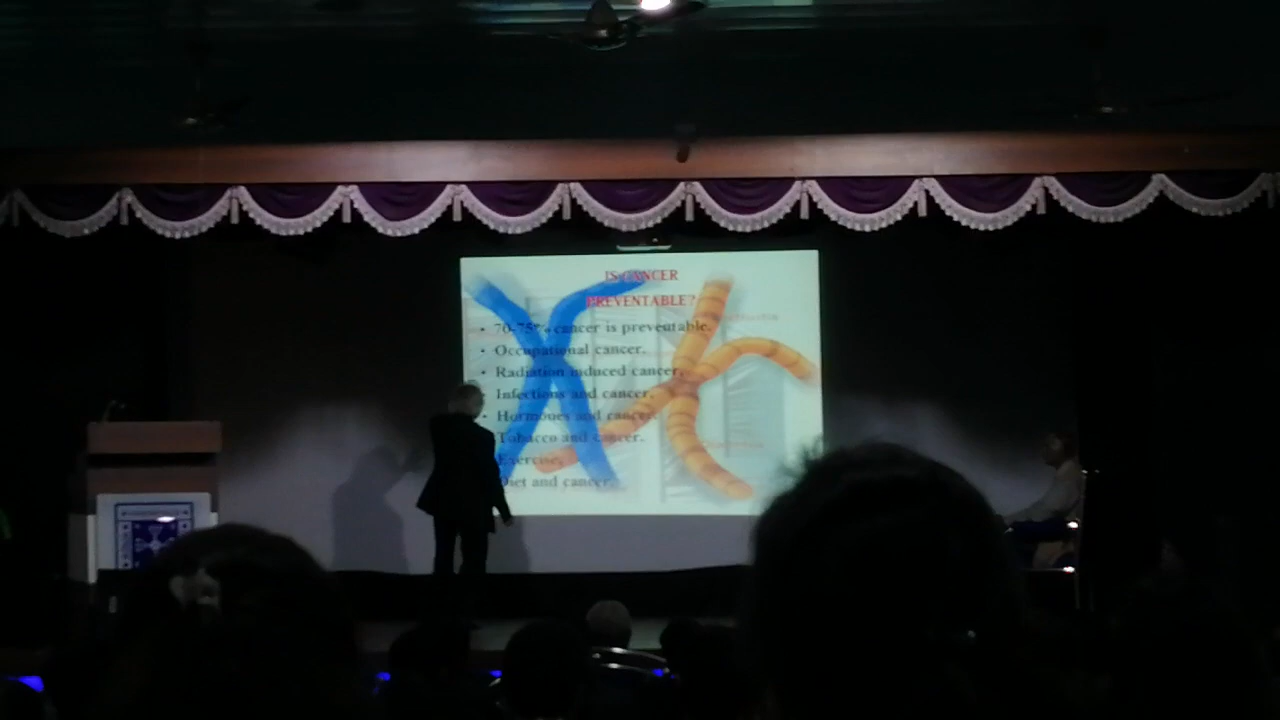 IS CANCER
PREVENTABLE?
• 70-75% cancer is preventable.
• Occupational cancer.
• Radiation induced cancer.
Infections and cancer.
• Hormones and cancer.
Tobacco and cancer.
Exercise.
Diet and cancer.